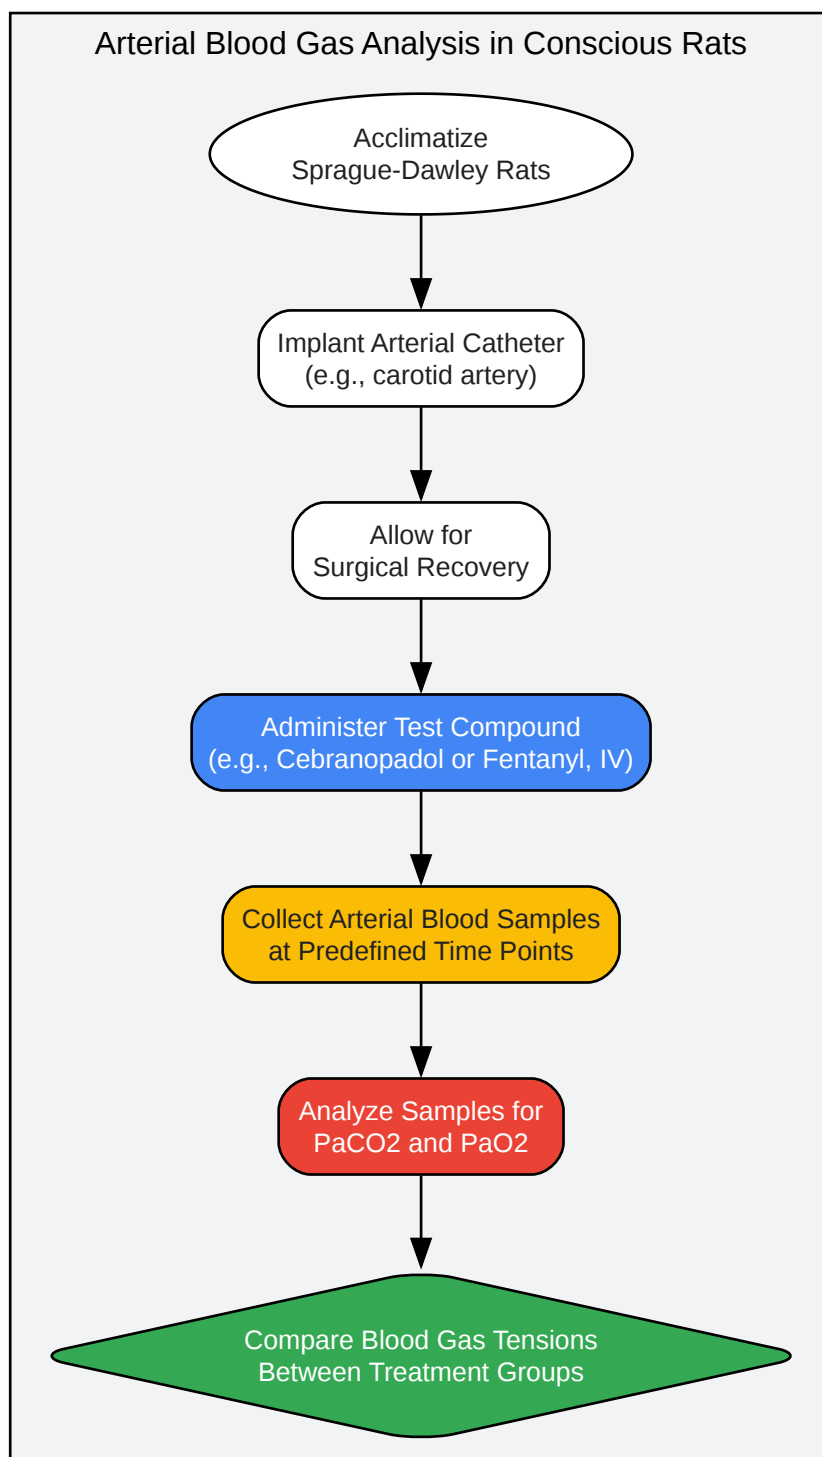 Arterial Blood Gas Analysis in Conscious Rats
Acclimatize
Sprague-Dawley Rats
Implant Arterial Catheter
(e.g., carotid artery)
Allow for
Surgical Recovery
Administer Test Compound
(e.g., Cebranopadol or Fentanyl, IV)
Collect Arterial Blood Samples
at Predefined Time Points
Analyze Samples for
PaCO2 and PaO2
Compare Blood Gas Tensions
Between Treatment Groups